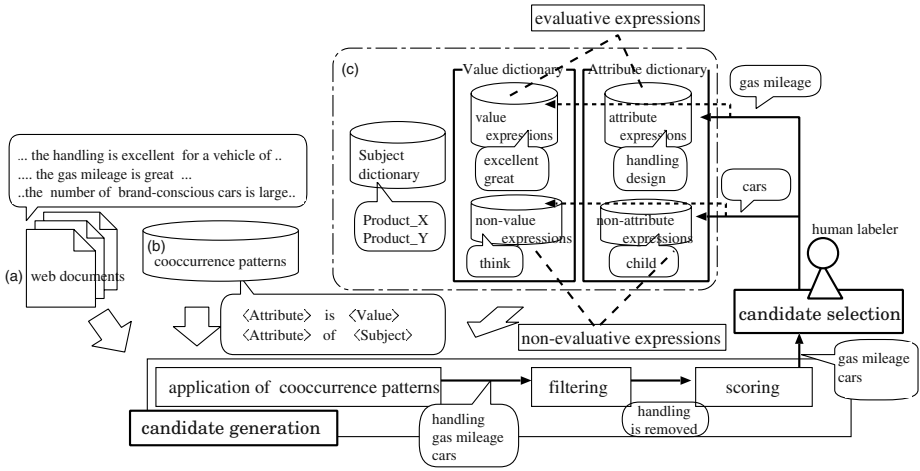 evaluative expressions
(c)
Value dictionary
Attribute dictionary
gas mileage
value
expressions
attribute
expressions
... the handling is excellent for a vehicle of ..
.... the gas mileage is great ...
..the number of brand-conscious cars is large..
Subject
dictionary
excellent
great
handling
design
cars
Product_X
Product_Y
non-value
expressions
non-attribute
expressions
think
child
human labeler
(a)
web documents
(b)
cooccurrence patterns
〈Attribute〉 is 〈Value〉
〈Attribute〉 of 〈Subject〉
candidate selection
non-evaluative expressions
gas mileage
cars
application of cooccurrence patterns
filtering
scoring
handling
gas mileage
cars
handling
is removed
candidate generation